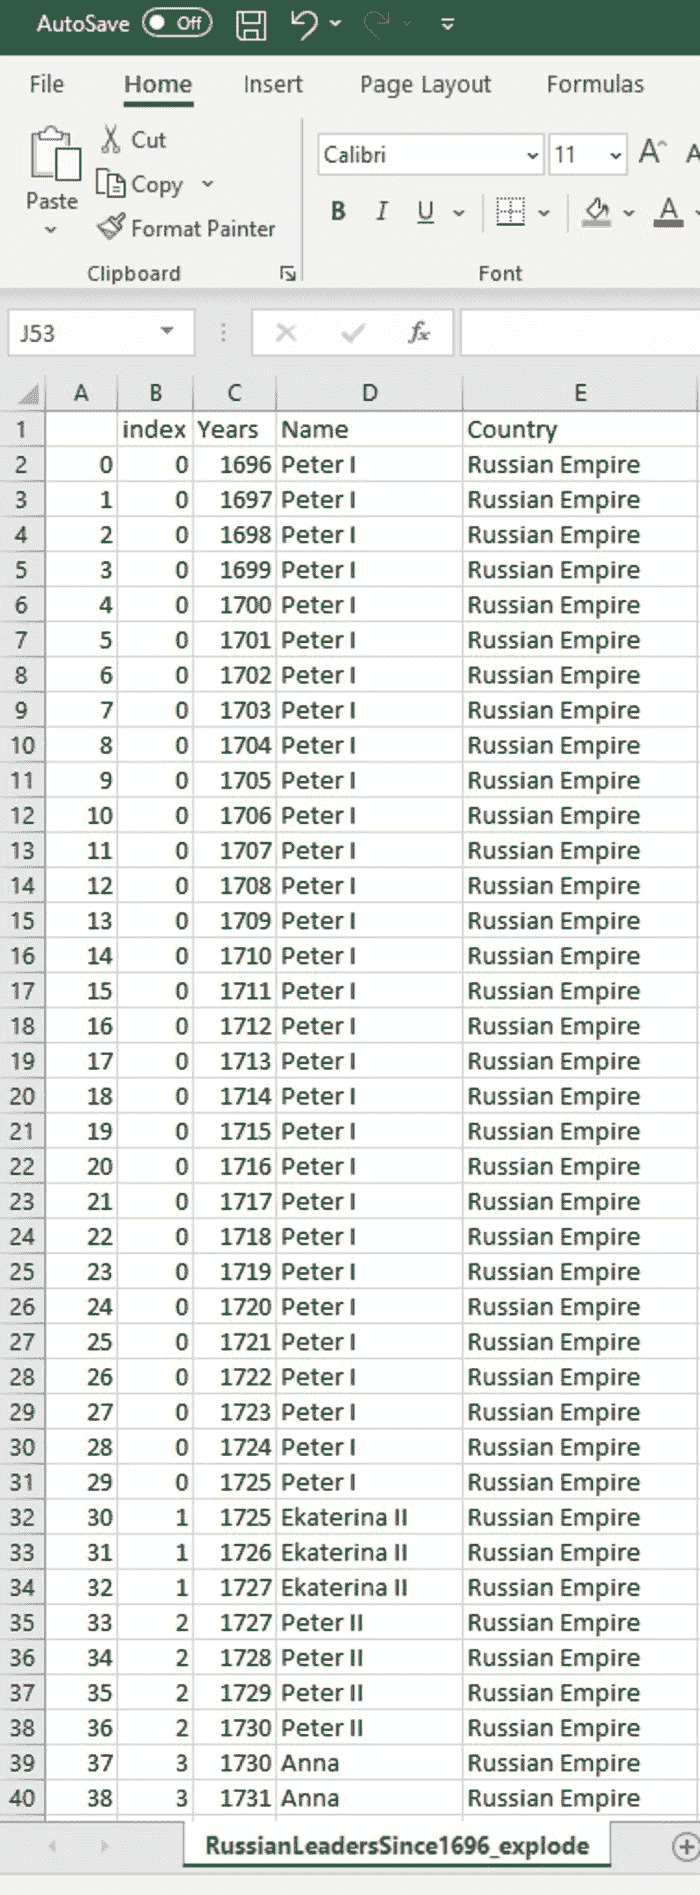 AutoSave Off
File Home Insert Page Layout Formulas
Cut
Copy
Paste
Format Painter
Clipboard
Calibri 11 A A
B I U A
Font
J53 fx
A B C D E
1 index Years Name Country
2 0 0 1696 Peter I Russian Empire
3 1 0 1697 Peter I Russian Empire
4 2 0 1698 Peter I Russian Empire
5 3 0 1699 Peter I Russian Empire
6 4 0 1700 Peter I Russian Empire
7 5 0 1701 Peter I Russian Empire
8 6 0 1702 Peter I Russian Empire
9 7 0 1703 Peter I Russian Empire
10 8 0 1704 Peter I Russian Empire
11 9 0 1705 Peter I Russian Empire
12 10 0 1706 Peter I Russian Empire
13 11 0 1707 Peter I Russian Empire
14 12 0 1708 Peter I Russian Empire
15 13 0 1709 Peter I Russian Empire
16 14 0 1710 Peter I Russian Empire
17 15 0 1711 Peter I Russian Empire
18 16 0 1712 Peter I Russian Empire
19 17 0 1713 Peter I Russian Empire
20 18 0 1714 Peter I Russian Empire
21 19 0 1715 Peter I Russian Empire
22 20 0 1716 Peter I Russian Empire
23 21 0 1717 Peter I Russian Empire
24 22 0 1718 Peter I Russian Empire
25 23 0 1719 Peter I Russian Empire
26 24 0 1720 Peter I Russian Empire
27 25 0 1721 Peter I Russian Empire
28 26 0 1722 Peter I Russian Empire
29 27 0 1723 Peter I Russian Empire
30 28 0 1724 Peter I Russian Empire
31 29 0 1725 Peter I Russian Empire
32 30 1 1725 Ekaterina II Russian Empire
33 31 1 1726 Ekaterina II Russian Empire
34 32 1 1727 Ekaterina II Russian Empire
35 33 2 1727 Peter II Russian Empire
36 34 2 1728 Peter II Russian Empire
37 35 2 1729 Peter II Russian Empire
38 36 2 1730 Peter II Russian Empire
39 37 3 1730 Anna Russian Empire
40 38 3 1731 Anna Russian Empire
RussianLeadersSince1696_explode